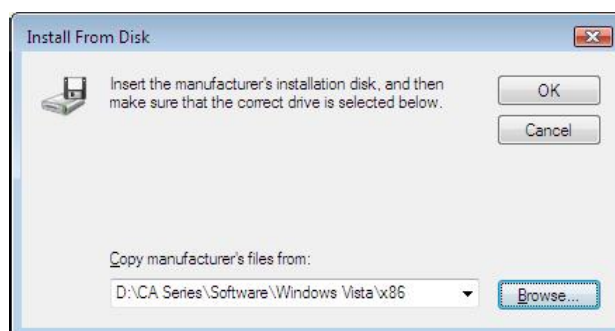 Install From Disk
Insert the manufacturer's installation disk, and then
make sure that the correct drive is selected below.
OK
Cancel
Copy manufacturer's files from:
D:\CA Series\Software\Windows Vista\x86
Browse...